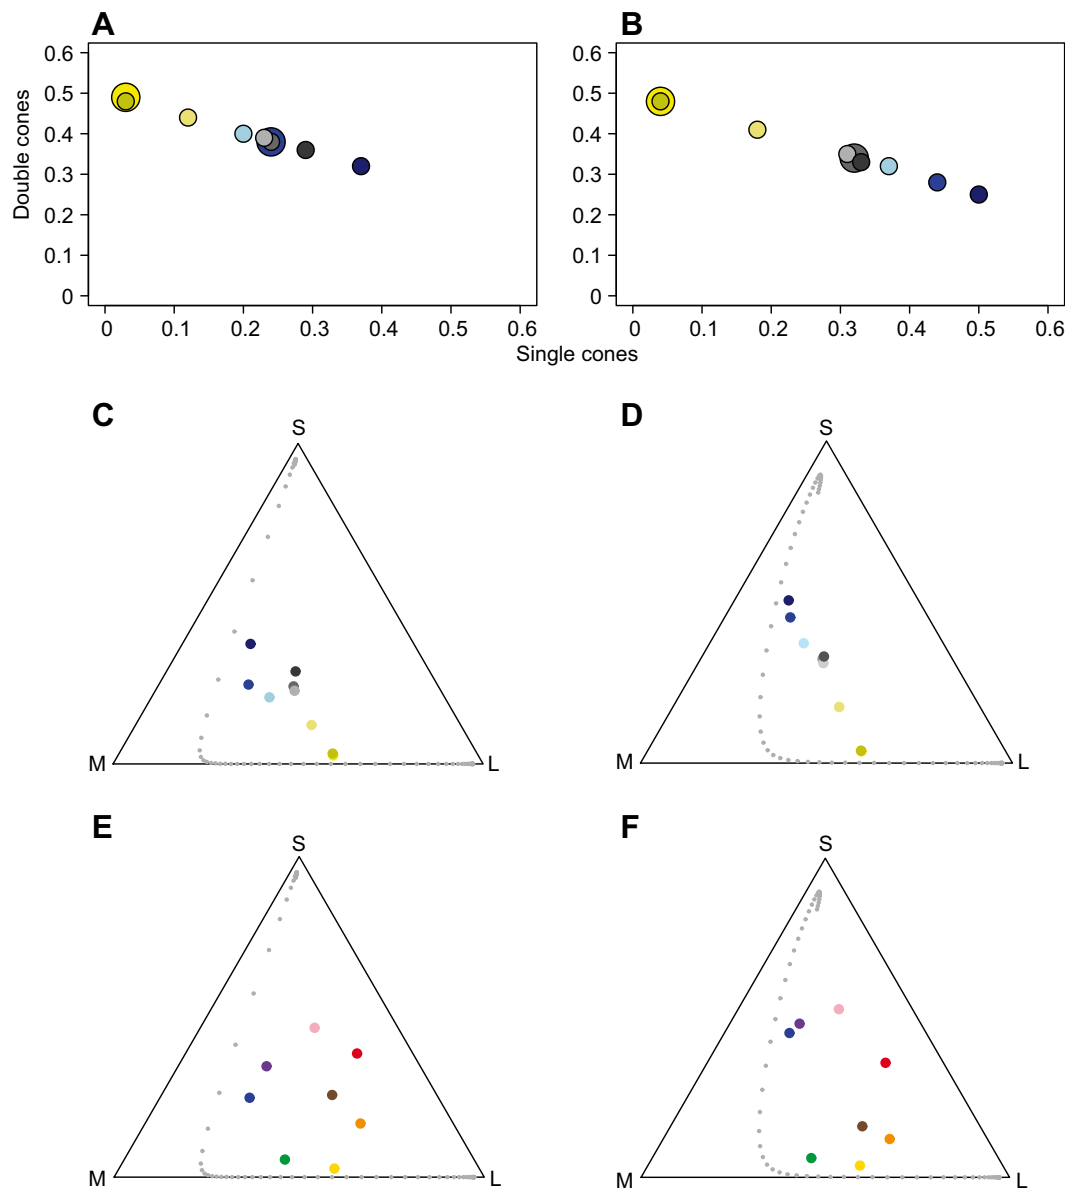 A B
0.6 0.6
0.5 0.5
0.4 0.4
0.3 0.3
0.2 0.2
0.1 0.1
0 0
Double cones
0 0.1 0.2 0.3 0.4 0.5 0.6 0 0.1 0.2 0.3 0.4 0.5 0.6
Single cones
C D
S S
M L M L
E F
S S
M L M L